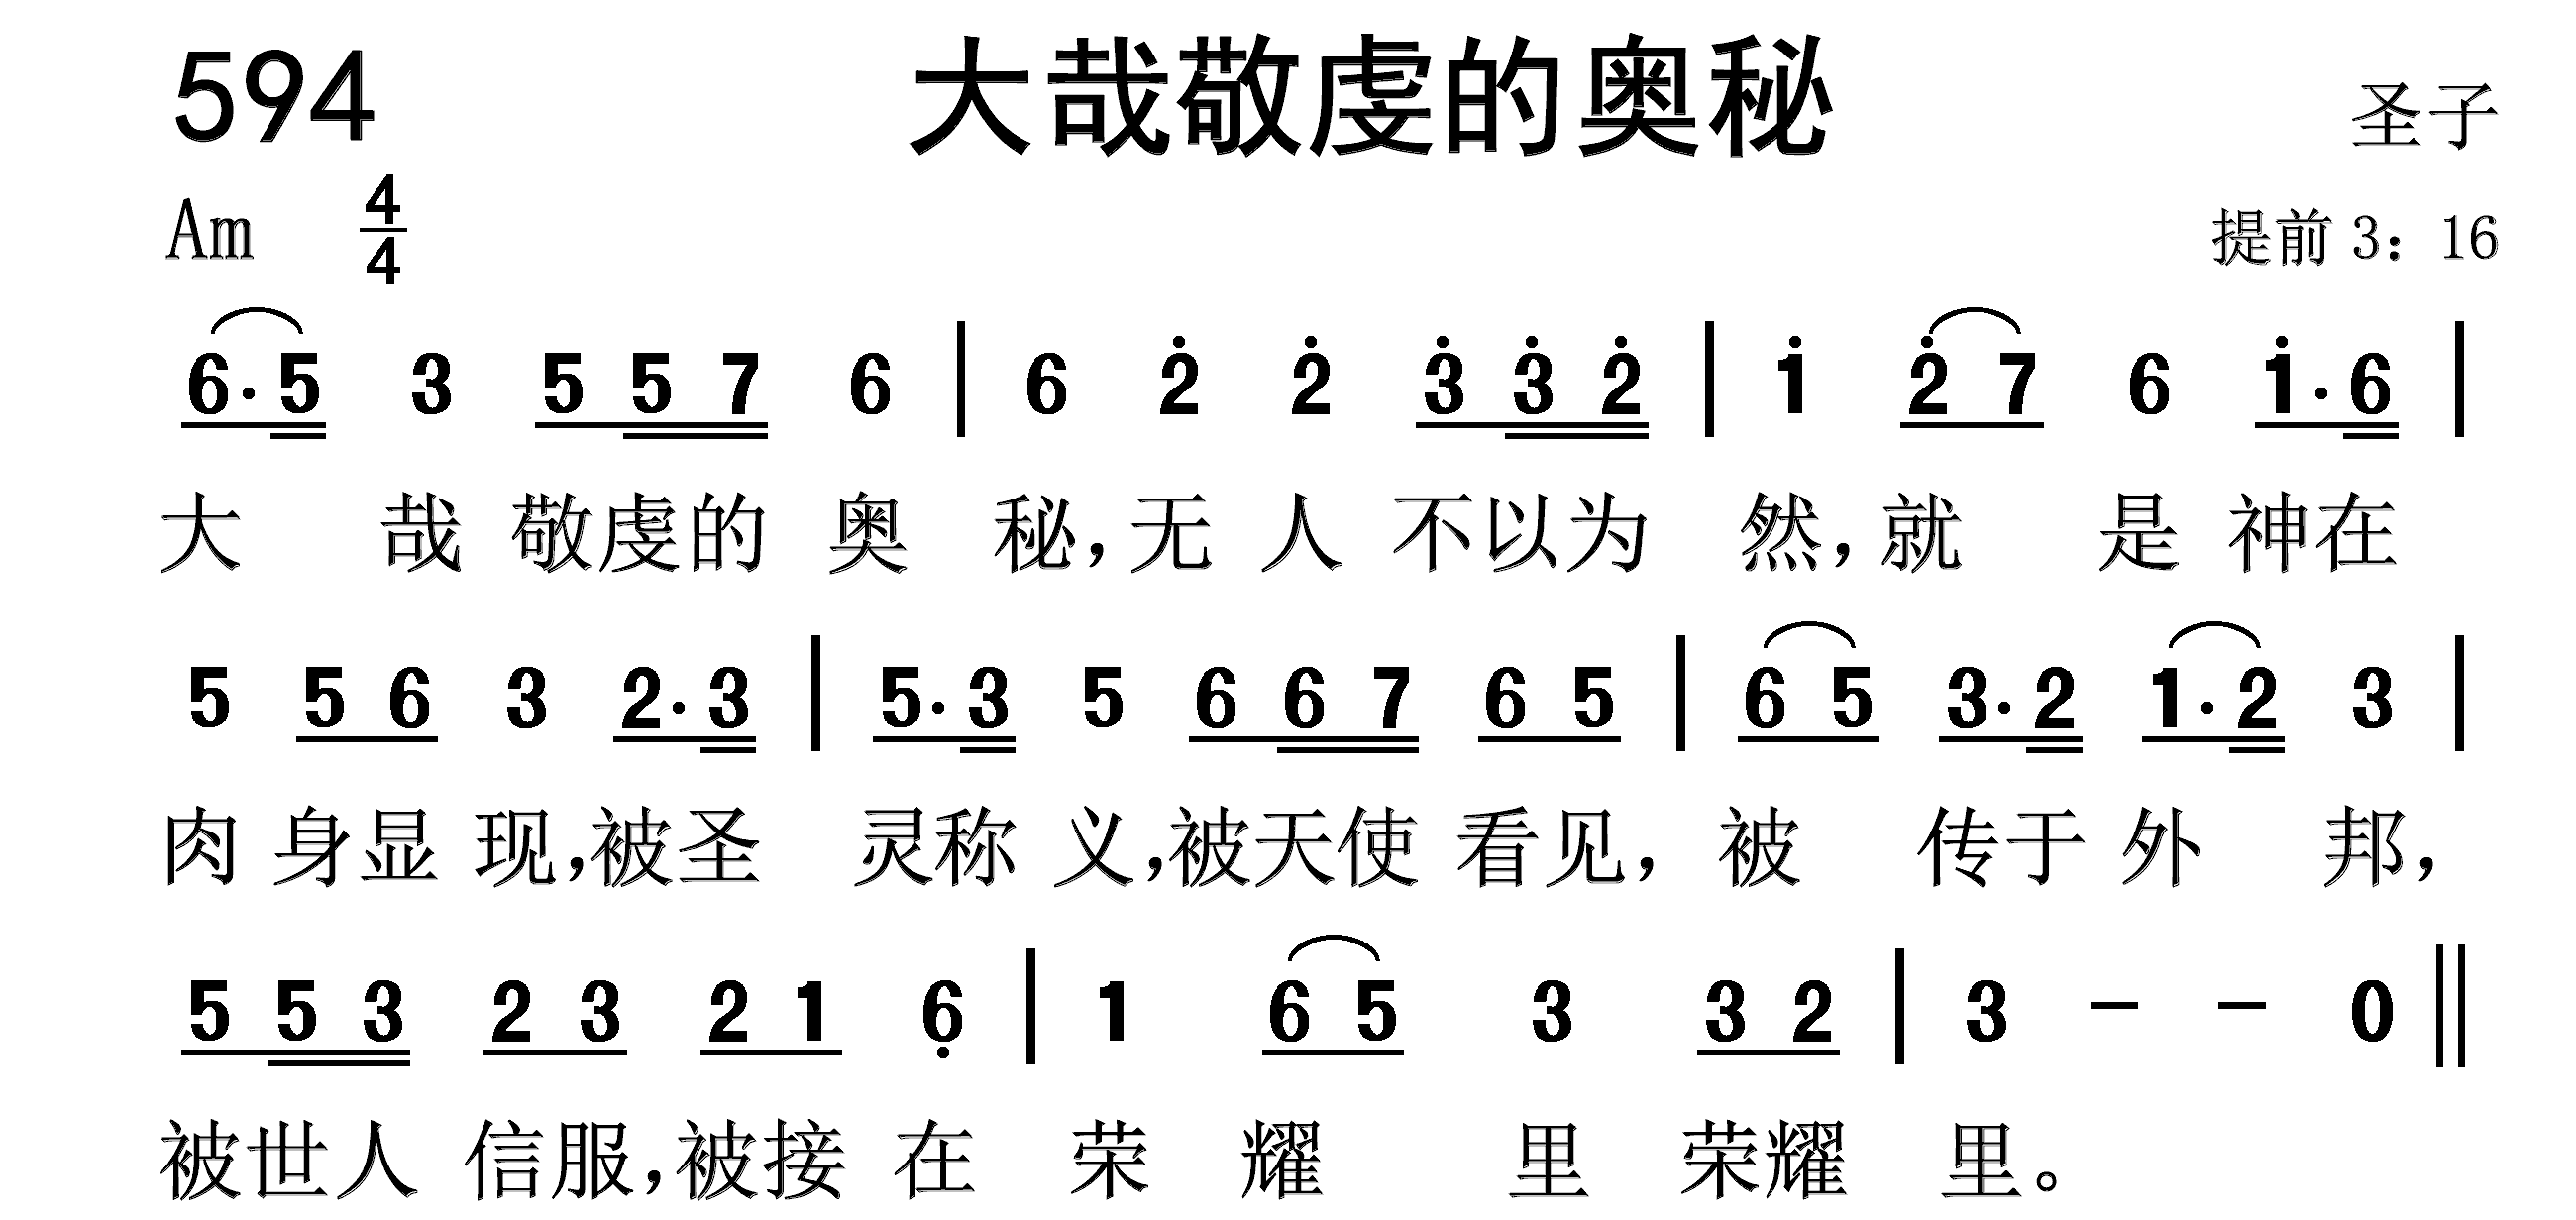 594 大哉敬虔的奥秘 圣子
Am 4/4 提前 3：16
6·5 3 5 5 7 6 | 6 2̇ 2̇ 3̇ 3̇ 2̇ | 1̇ 2̇ 7 6 1̇·6 |
大 哉 敬虔的 奥 秘，无 人 不以为 然，就 是 神在
5 5 6 3 2·3 | 5·3 5 6 6 7 6 5 | 6 5 3·2 1·2 3 |
肉 身显 现，被圣 灵称 义，被天使 看见，被 传于 外 邦，
5 5 3 2 3 2 1 6̣ | 1 6 5 3 3 2 | 3 － － 0 ‖
被世人 信服，被接 在 荣 耀 里 荣耀 里。